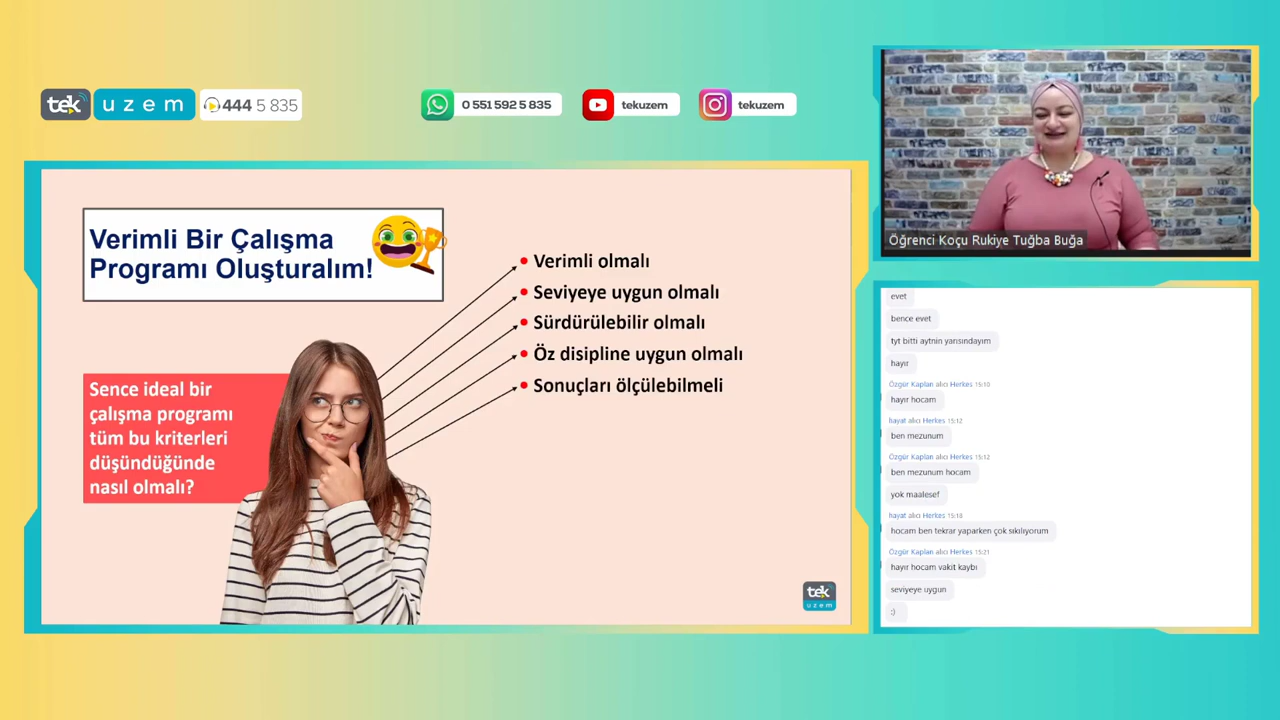 tek
uzem
444 5 835
0 551 592 5 835
tekuzem
tekuzem
Verimli Bir Çalışma
Programı Oluşturalım!
Sence ideal bir
çalışma programı
tüm bu kriterleri
düşündüğünde
nasıl olmalı?
• Verimli olmalı
• Seviyeye uygun olmalı
• Sürdürülebilir olmalı
• Öz disipline uygun olmalı
• Sonuçları ölçülebilmeli
tek
uzem
Öğrenci Koçu Rukiye Tuğba Buğa
evet
bence evet
tyt bitti aytnin yarısındayım
hayır
Özgür Kaplan alıcı Herkes 15:10
hayır hocam
hayat alıcı Herkes 15:12
ben mezunum
Özgür Kaplan alıcı Herkes 15:12
ben mezunum hocam
yok maalesef
hayat alıcı Herkes 15:18
hocam ben tekrar yaparken çok sıkılıyorum
Özgür Kaplan alıcı Herkes 15:21
hayır hocam vakit kaybı
seviyeye uygun
:)